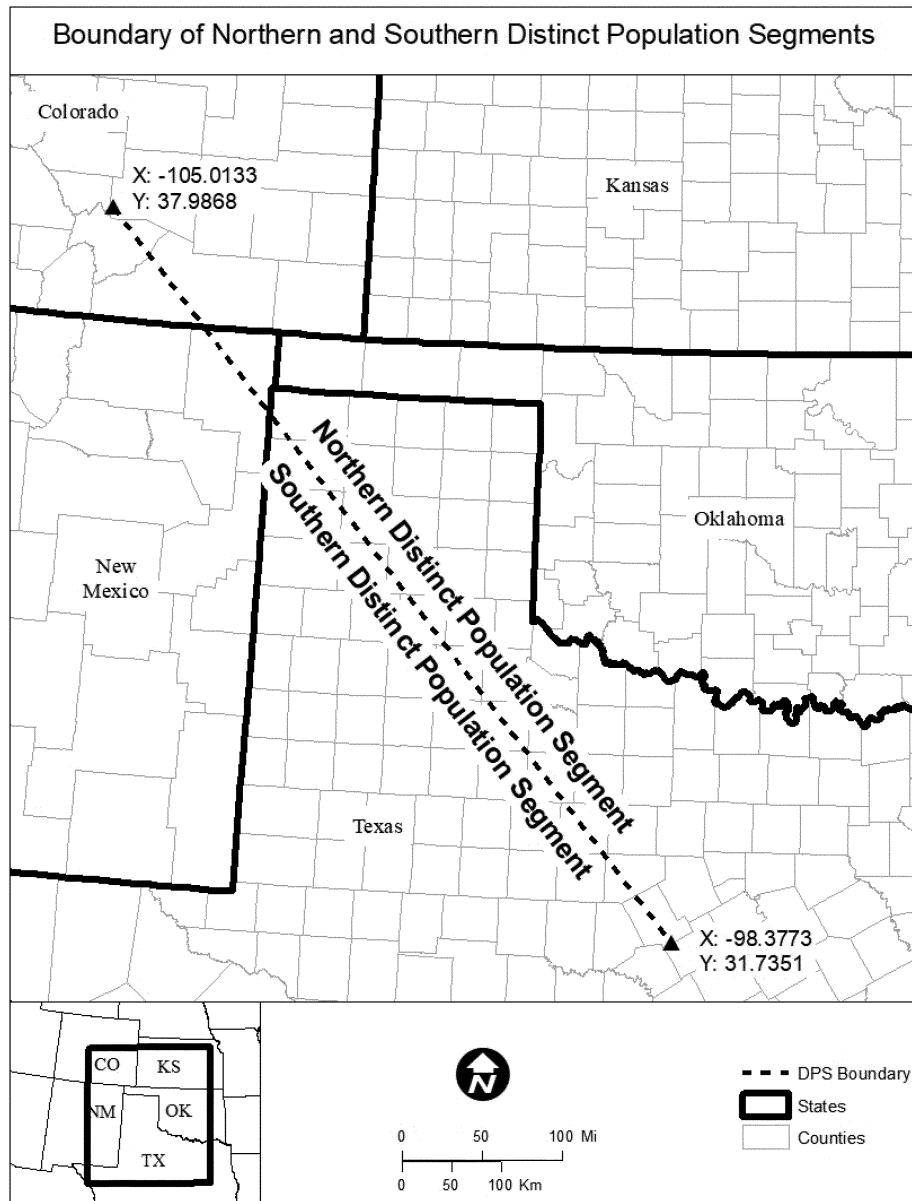 Boundary of Northern and Southern Distinct Population Segments
Colorado
X: -105.0133
Y: 37.9868
Kansas
Northern Distinct Population Segment
Southern Distinct Population Segment
Oklahoma
New
Mexico
Texas
X: -98.3773
Y: 31.7351
CO
KS
NM
OK
TX
N
0 50 100 Mi
0 50 100 Km
DPS Boundary
States
Counties